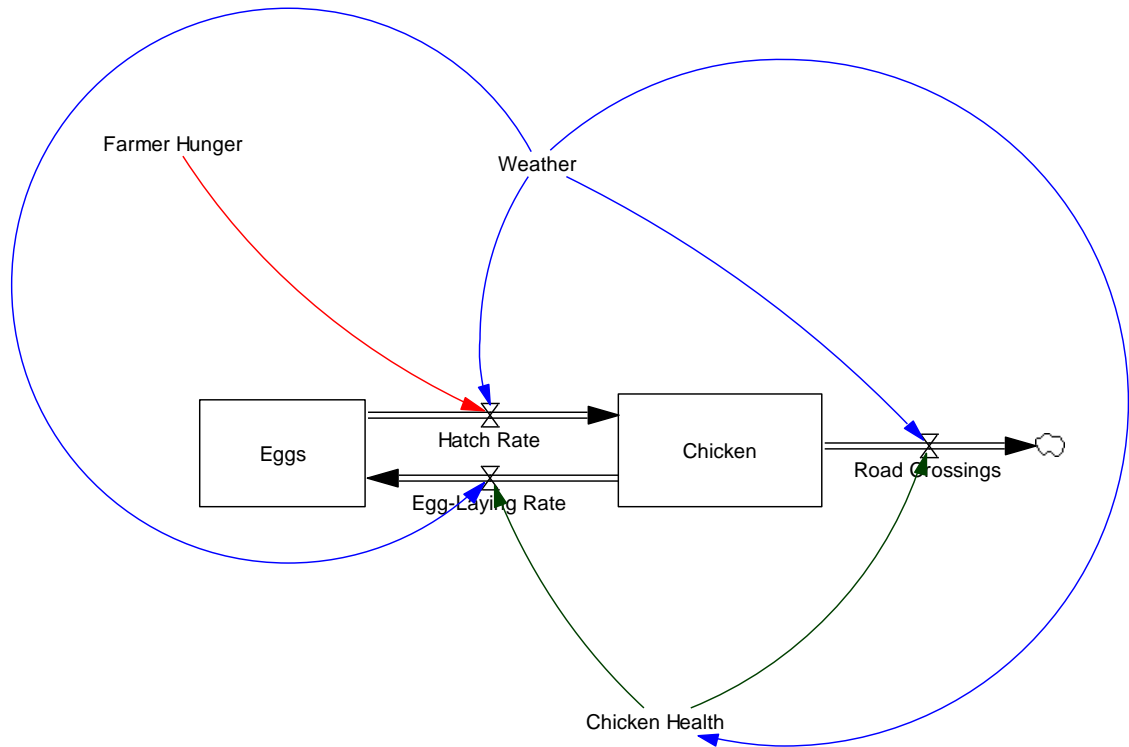 Farmer Hunger
Weather
Hatch Rate
Eggs
Chicken
Road Crossings
Egg-Laying Rate
Chicken Health